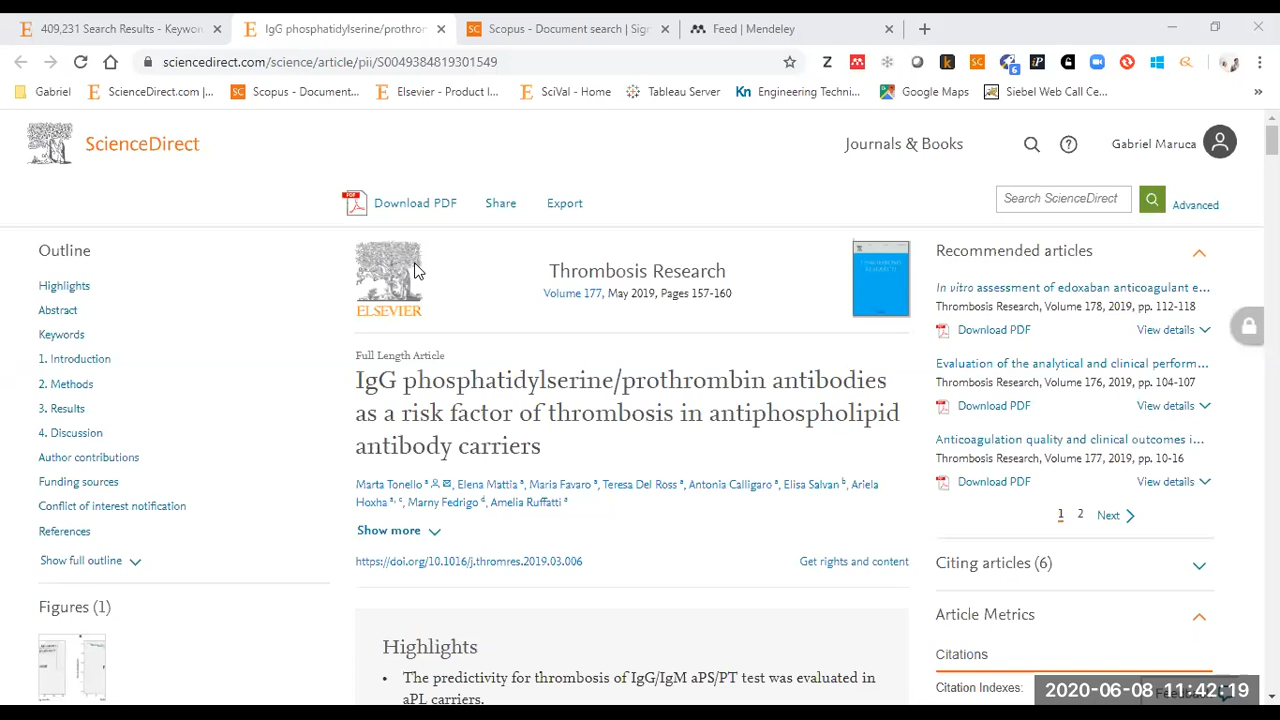 409,231 Search Results - Keywor
IgG phosphatidylserine/prothrom
Scopus - Document search | Sig
Feed | Mendeley
sciencedirect.com/science/article/pii/S0049384819301549
6
Gabriel
ScienceDirect.com |...
Scopus - Document...
Elsevier - Product I...
SciVal - Home
Tableau Server
Engineering Techni...
Google Maps
Siebel Web Call Ce...
ScienceDirect
Journals & Books
Gabriel Maruca
Download PDF
Share
Export
Search ScienceDirect
Advanced
Outline
Highlights
Abstract
Keywords
1. Introduction
2. Methods
3. Results
4. Discussion
Author contributions
Funding sources
Conflict of interest notification
References
Show full outline
Figures (1)
ELSEVIER
Thrombosis Research
Volume 177, May 2019, Pages 157-160
Full Length Article
IgG phosphatidylserine/prothrombin antibodies
as a risk factor of thrombosis in antiphospholipid
antibody carriers
Marta Tonello a, Elena Mattia a, Maria Favaro a, Teresa Del Ross a, Antonia Calligaro a, Elisa Salvan b, Ariela
Hoxha a, c, Marny Fedrigo d, Amelia Ruffatti a
Show more
https://doi.org/10.1016/j.thromres.2019.03.006
Get rights and content
Highlights
• The predictivity for thrombosis of IgG/IgM aPS/PT test was evaluated in
aPL carriers.
Recommended articles
In vitro assessment of edoxaban anticoagulant e...
Thrombosis Research, Volume 178, 2019, pp. 112-118
Download PDF
View details
Evaluation of the analytical and clinical perform...
Thrombosis Research, Volume 176, 2019, pp. 104-107
Download PDF
View details
Anticoagulation quality and clinical outcomes i...
Thrombosis Research, Volume 177, 2019, pp. 10-16
Download PDF
View details
1 2 Next
Citing articles (6)
Article Metrics
Citations
Citation Indexes:
2020-06-08 11:42:19